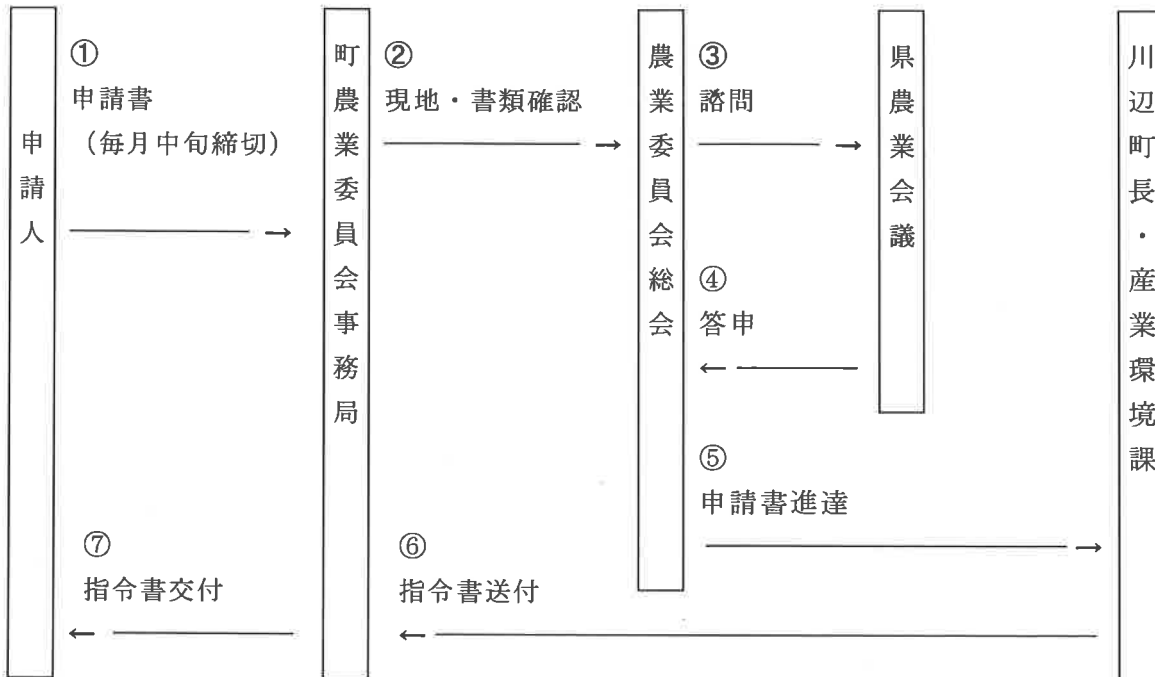 申請人
①
申請書
（毎月中旬締切）
町農業委員会事務局
②
現地・書類確認
農業委員会総会
③
諮問
県農業会議
④
答申
⑤
申請書進達
川辺町長・産業環境課
⑥
指令書送付
⑦
指令書交付